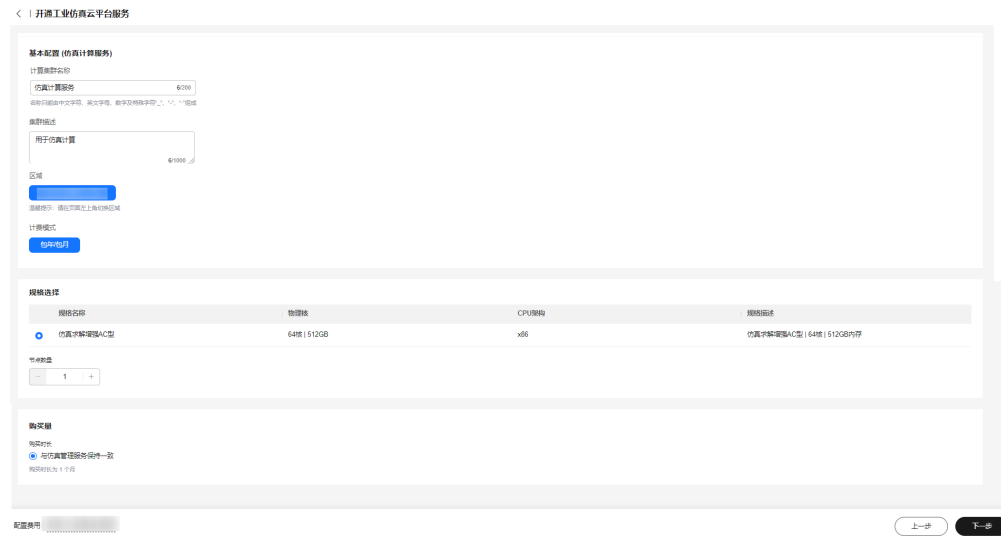 开通工业仿真云平台服务
基本配置 (仿真计算服务)
计算集群名称
仿真计算服务 6/200
名称只能由中文字符、英文字符、数字及特殊字符"_"、"-"、"·"组成
集群描述
用于仿真计算
6/1000
区域
温馨提示：请在页面左上角切换区域
计费模式
包年/包月
规格选择
规格名称 物理核 CPU架构 规格描述
仿真求解增强AC型 64核 | 512GB x86 仿真求解增强AC型 | 64核 | 512GB内存
节点数量
− 1 +
购买量
购买时长
与仿真管理服务保持一致
购买时长为 1 个月
配置费用
上一步 下一步